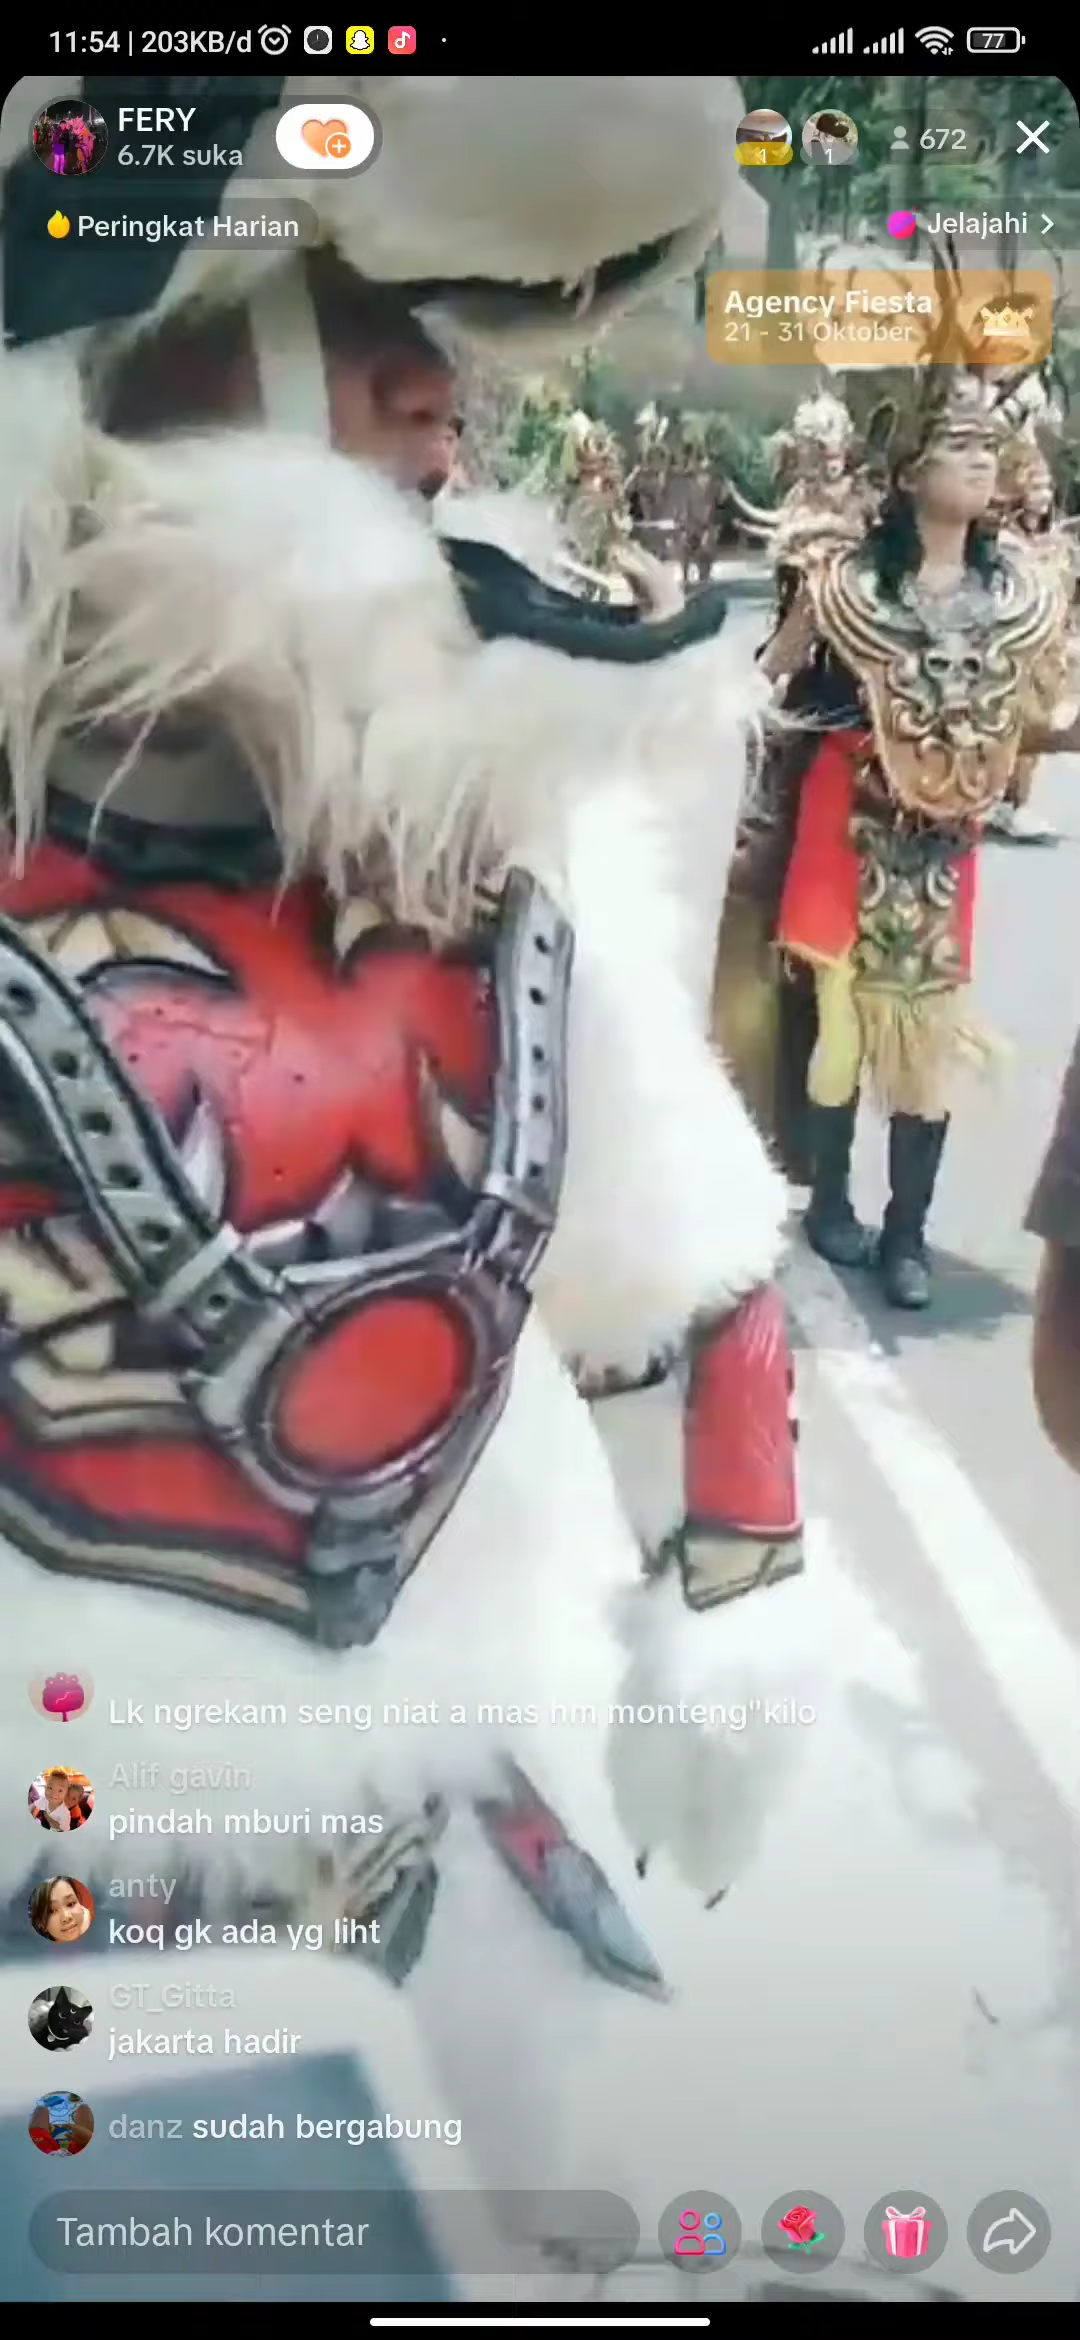 11:54 | 203KB/d
77
FERY
6.7K suka
1
1
672
Peringkat Harian
Jelajahi
Agency Fiesta
21 - 31 Oktober
Lk ngrekam seng niat a mas hm monteng"kilo
Alif gavin
pindah mburi mas
anty
koq gk ada yg liht
GT_Gitta
jakarta hadir
danz sudah bergabung
Tambah komentar